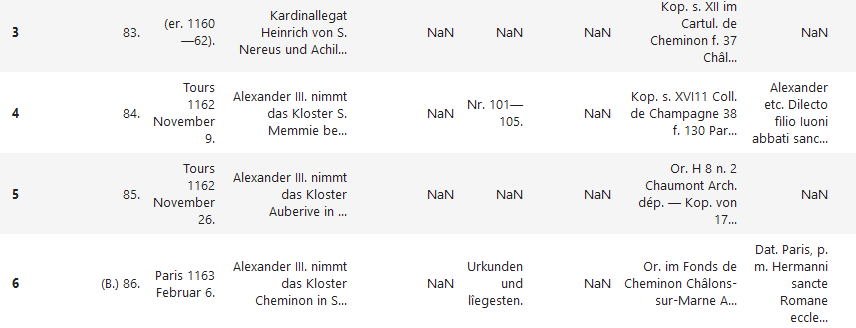 3 83. (er. 1160—62). Kardinallegat Heinrich von S. Nereus und Achil... NaN NaN NaN Kop. s. XII im Cartul. de Cheminon f. 37 Châl... NaN
4 84. Tours 1162 November 9. Alexander III. nimmt das Kloster S. Memmie be... NaN Nr. 101—105. NaN Kop. s. XVI11 Coll. de Champagne 38 f. 130 Par... Alexander etc. Dilecto filio Iuoni abbati sanc...
5 85. Tours 1162 November 26. Alexander III. nimmt das Kloster Auberive in ... NaN NaN NaN Or. H 8 n. 2 Chaumont Arch. dép. — Kop. von 17... NaN
6 (B.) 86. Paris 1163 Februar 6. Alexander III. nimmt das Kloster Cheminon in S... NaN Urkunden und lîegesten. NaN Or. im Fonds de Cheminon Châlons-sur-Marne A... Dat. Paris, p. m. Hermanni sancte Romane eccle...